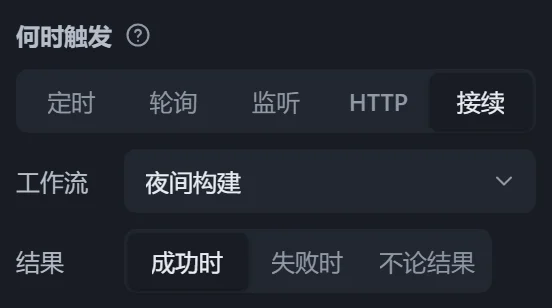 何时触发 ?
定时 轮询 监听 HTTP 接续
工作流 夜间构建
结果 成功时 失败时 不论结果